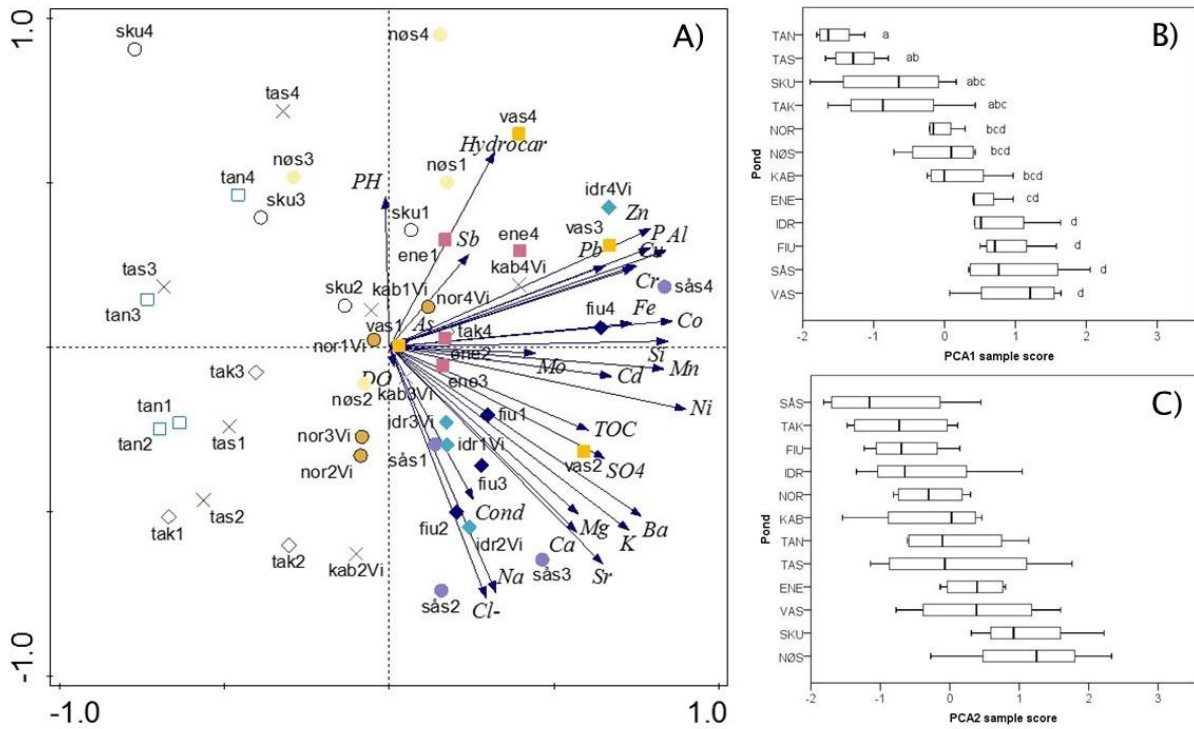 A)
1.0
sku4
nøs4
tas4
vas4
Hydrocar
nøs3
nøs1
PH
tan4
sku3
sku1
idr4Vi
Zn
Sb
ene4
vas3
P
Al
ene1
Pb
Cu
kab4Vi
Cr
tas3
sku2
kab1Vi
nor4Vi
sås4
tan3
vas1
As
Fe
fiu4
Co
nor1Vi
tak4
ene2
Si
Mo
Mn
tak3
DO
kab3Vi
ene3
Cd
Ni
nøs2
fiu1
tan1
idr3Vi
TOC
tan2
tas1
nor3Vi
idr1Vi
vas2
SO4
nor2Vi
sås1
fiu3
tas2
Cond
Mg
Ba
tak1
fiu2
idr2Vi
Ca
K
tak2
kab2Vi
Na
sås3
Sr
sås2
Cl-
-1.0
-1.0
1.0
B)
Pond
TAN a
TAS ab
SKU abc
TAK abc
NOR bcd
NØS bcd
KAB bcd
ENE cd
IDR d
FIU d
SÅS d
VAS d
-2 -1 0 1 2 3
PCA1 sample score
C)
Pond
SÅS
TAK
FIU
IDR
NOR
KAB
TAN
TAS
ENE
VAS
SKU
NØS
-2 -1 0 1 2 3
PCA2 sample score